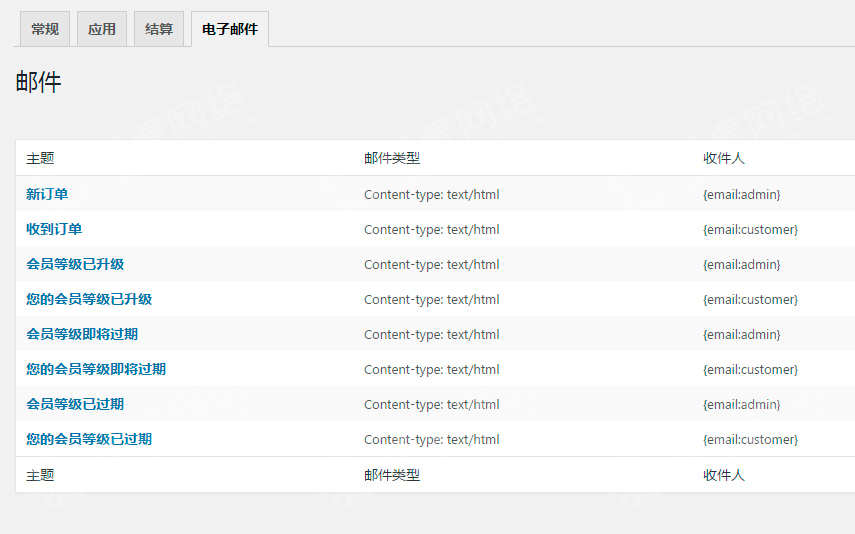 常规 应用 结算 电子邮件
邮件
主题 邮件类型 收件人
新订单 Content-type: text/html {email:admin}
收到订单 Content-type: text/html {email:customer}
会员等级已升级 Content-type: text/html {email:admin}
您的会员等级已升级 Content-type: text/html {email:customer}
会员等级即将过期 Content-type: text/html {email:admin}
您的会员等级即将过期 Content-type: text/html {email:customer}
会员等级已过期 Content-type: text/html {email:admin}
您的会员等级已过期 Content-type: text/html {email:customer}
主题 邮件类型 收件人